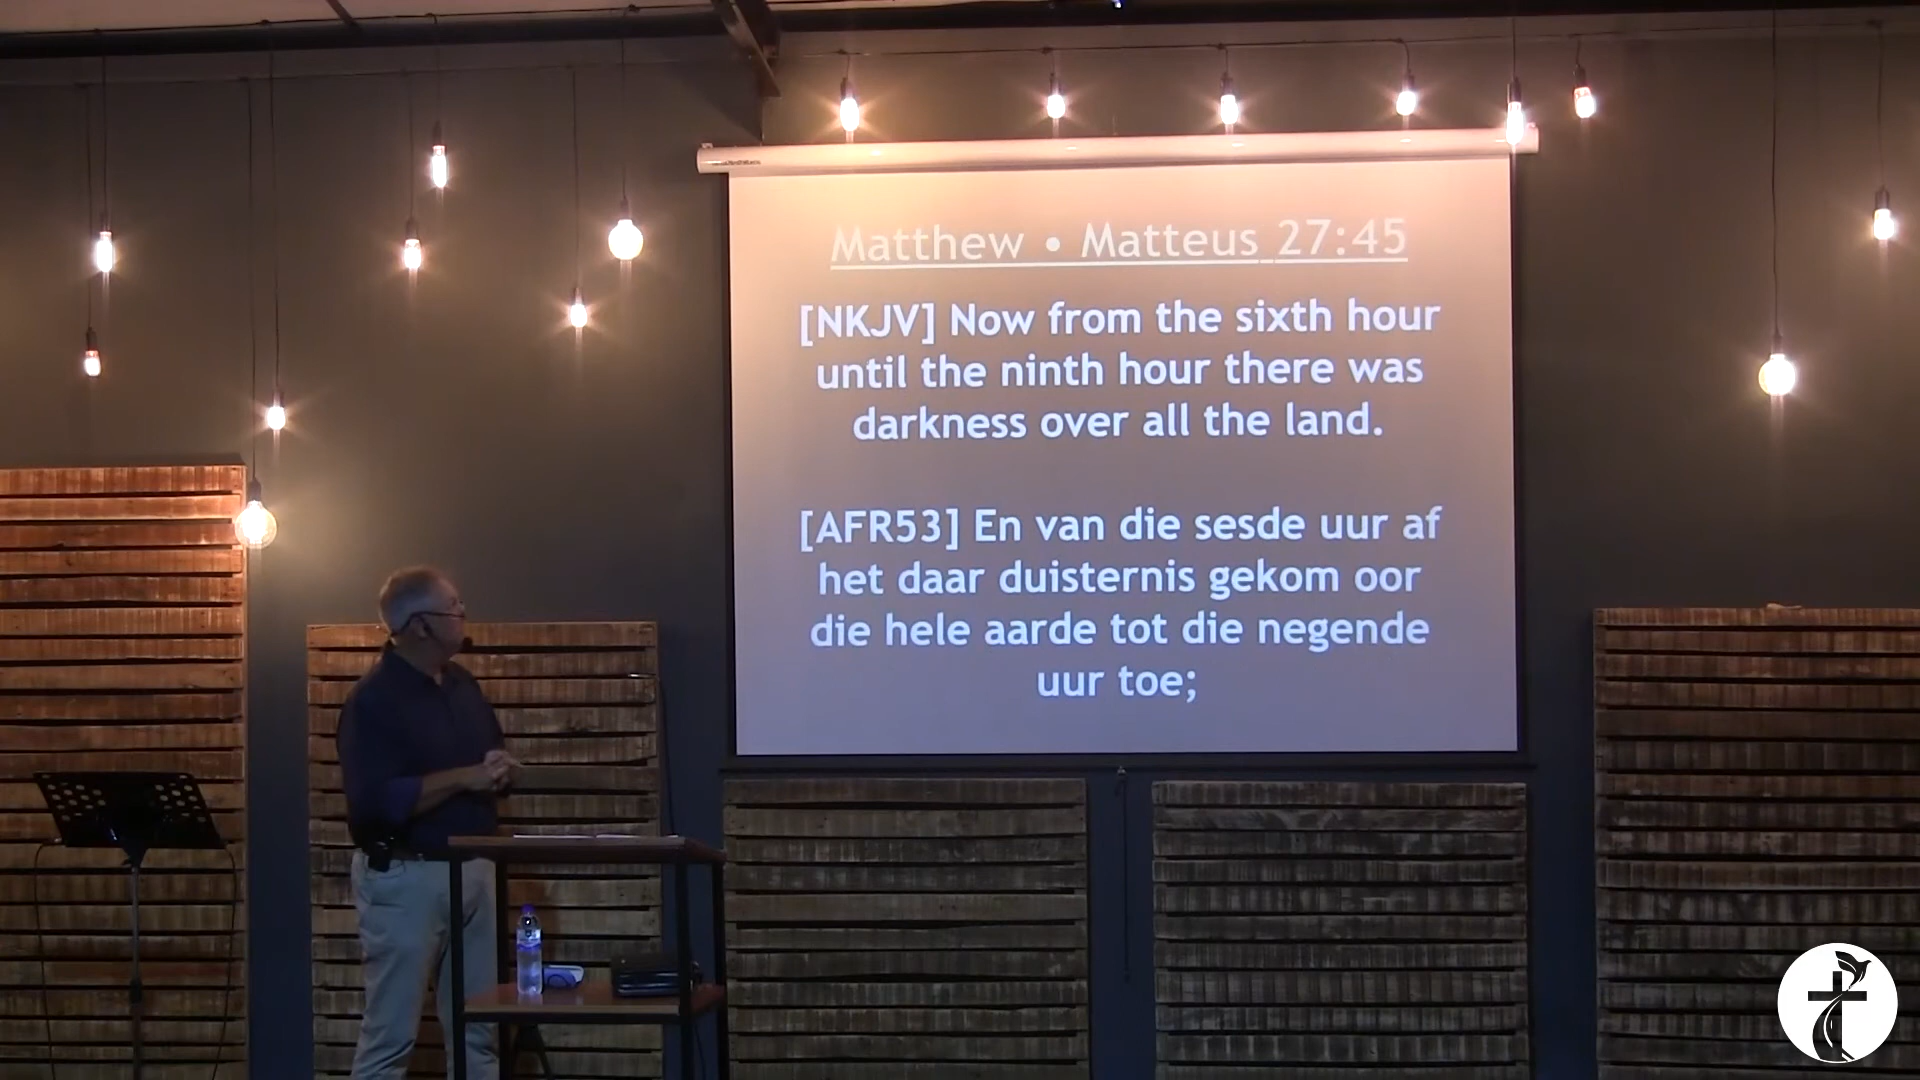 Matthew • Matteus 27:45
[NKJV] Now from the sixth hour
until the ninth hour there was
darkness over all the land.
[AFR53] En van die sesde uur af
het daar duisternis gekom oor
die hele aarde tot die negende
uur toe;